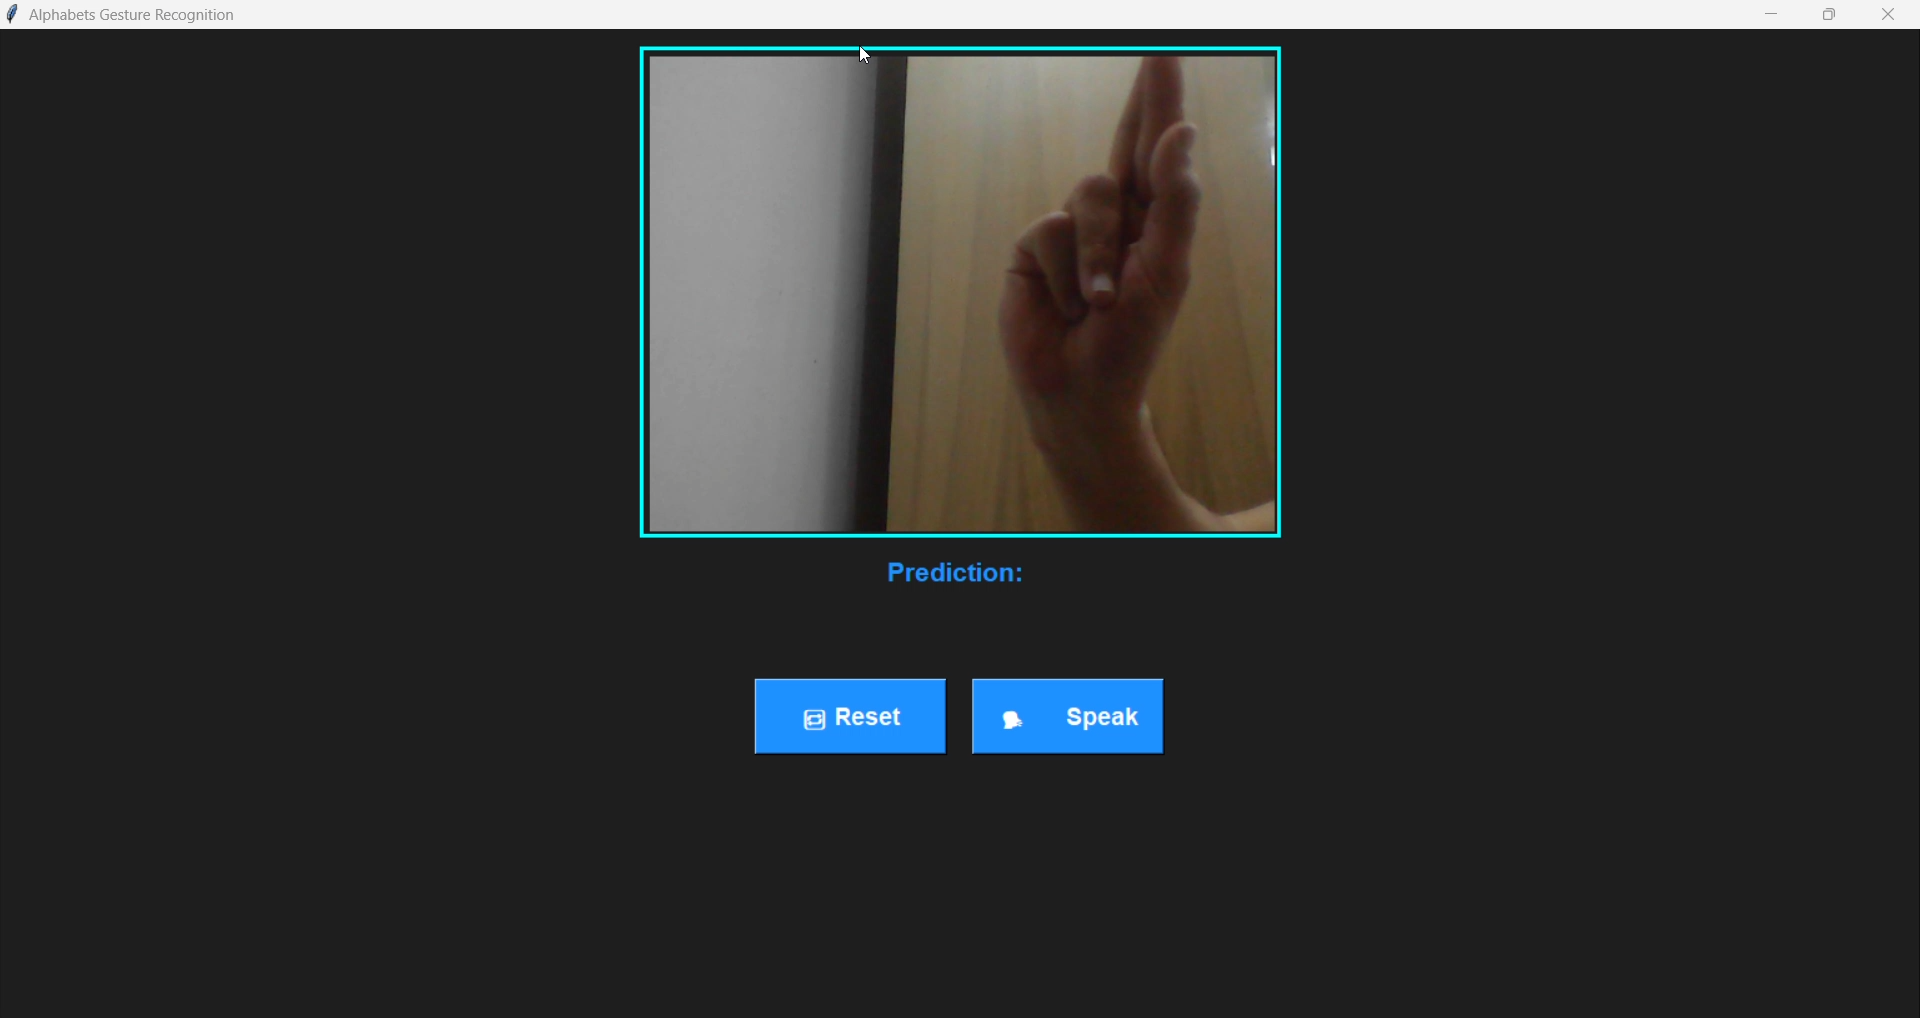 Alphabets Gesture Recognition
Prediction:
Reset
Speak